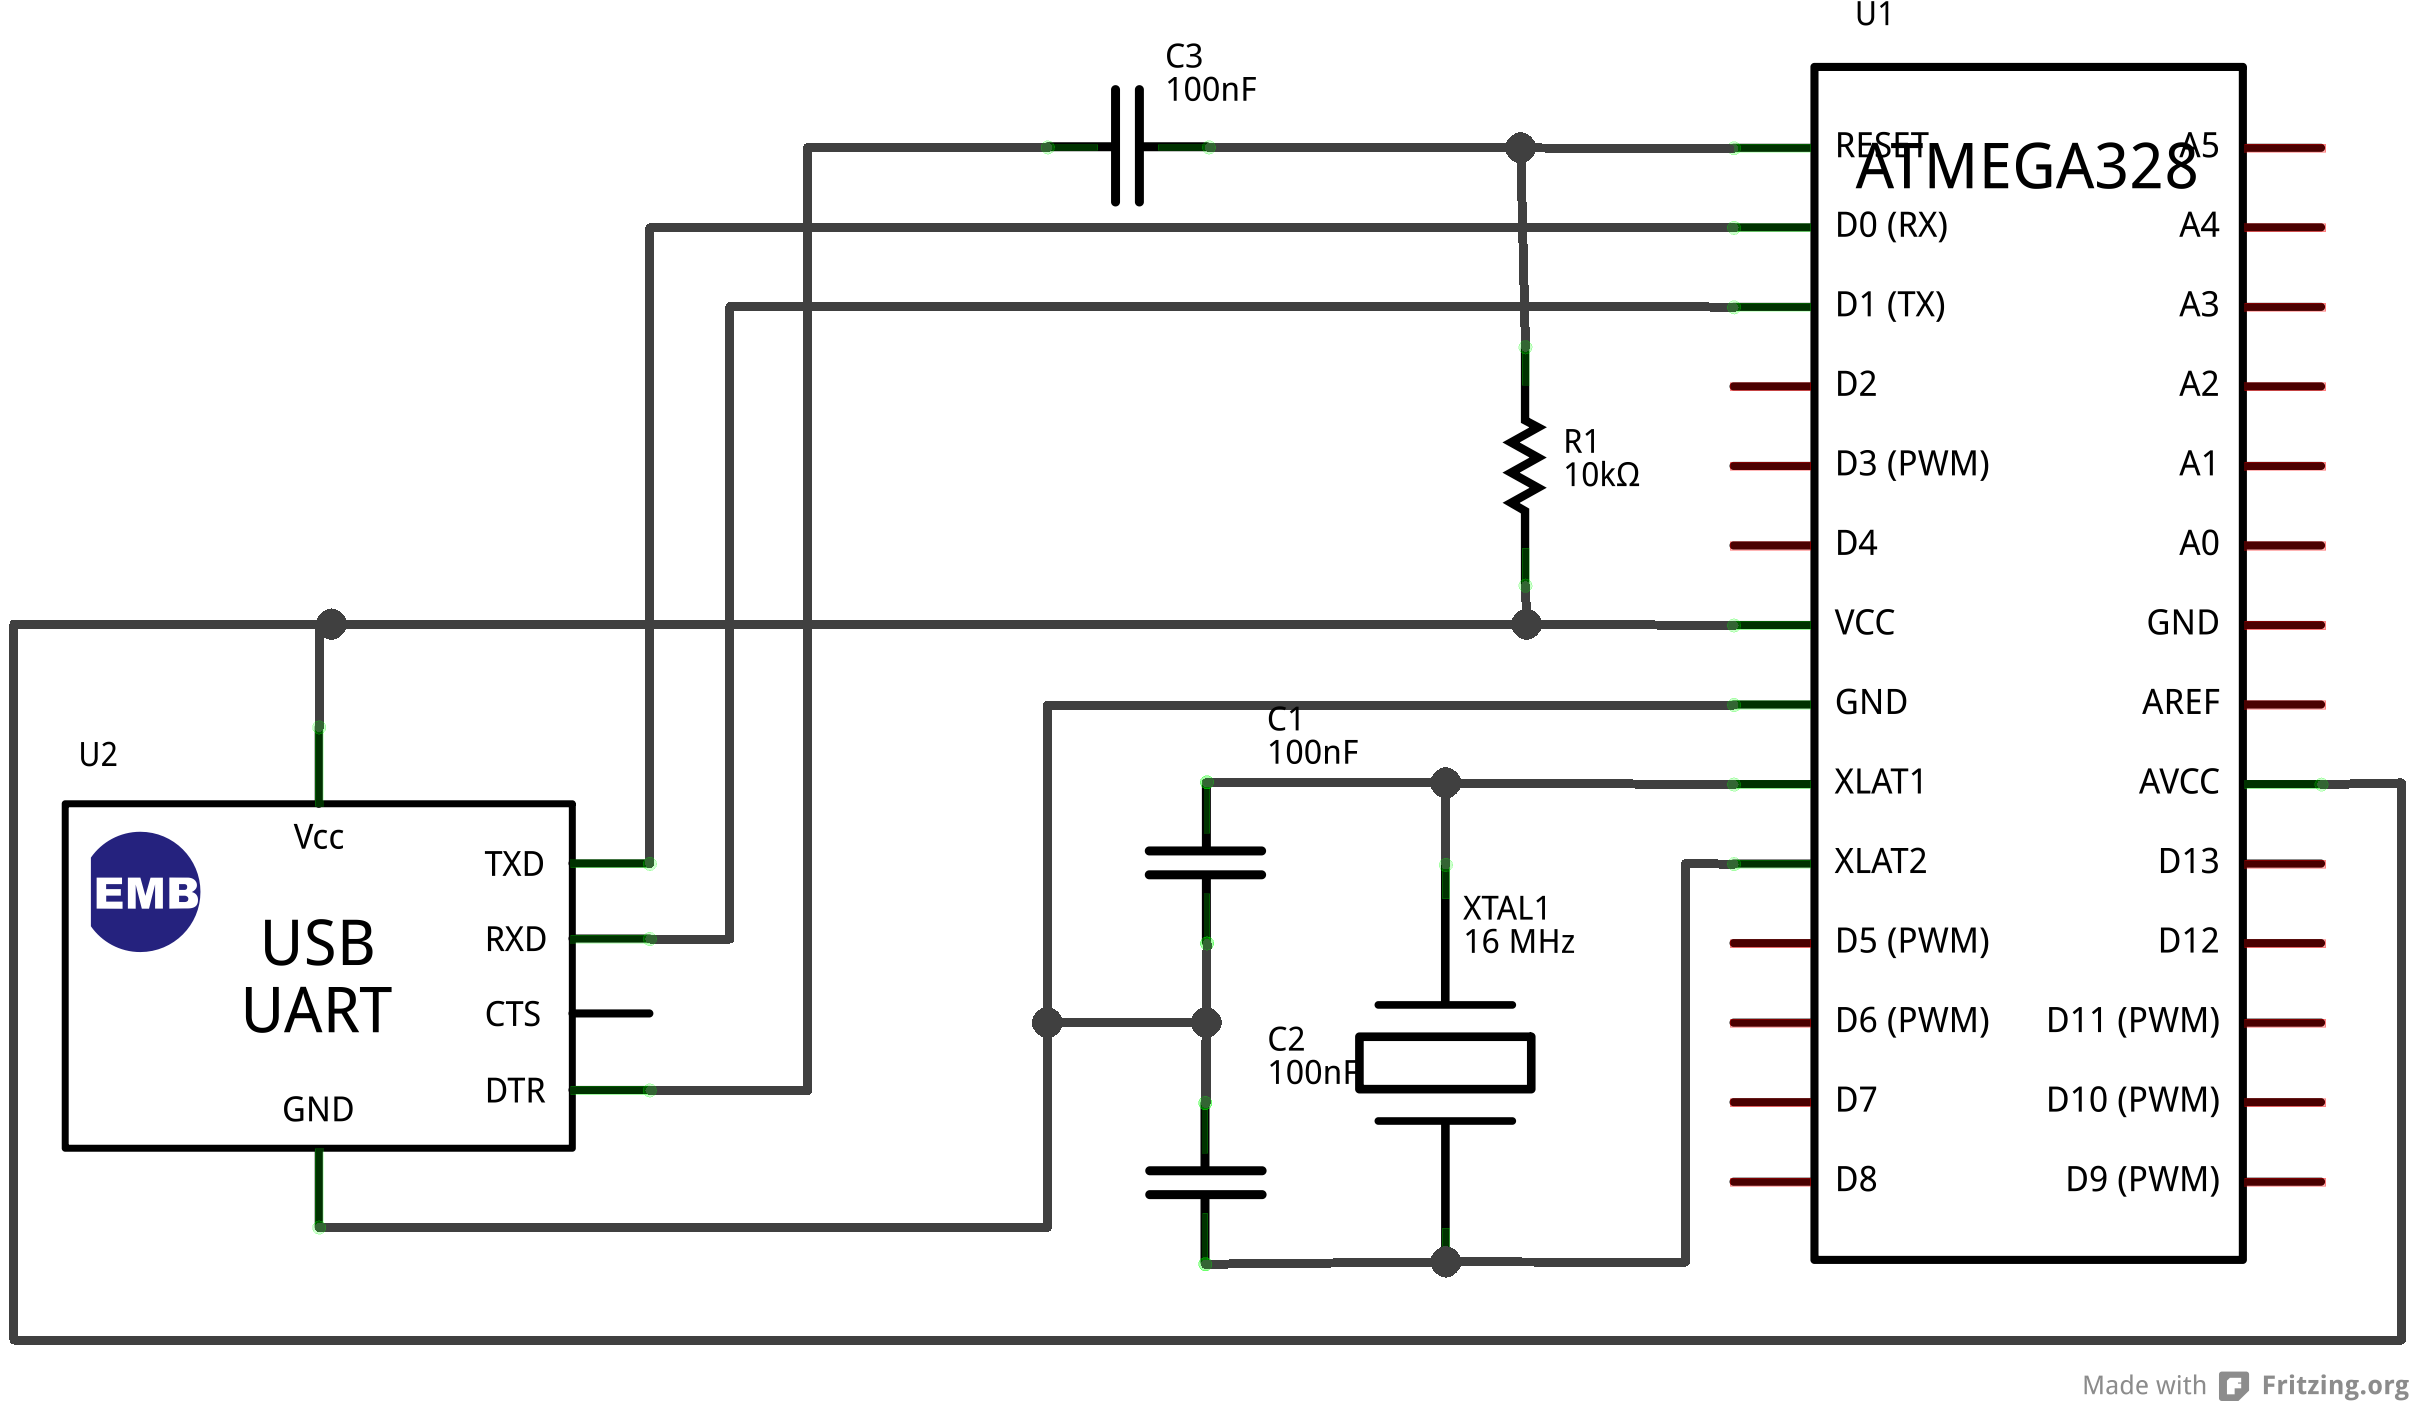 U1
C3
100nF
RESET
ATMEGA328
A5
D0 (RX)
A4
D1 (TX)
A3
D2
A2
R1
10kΩ
D3 (PWM)
A1
D4
A0
VCC
GND
GND
AREF
C1
100nF
XLAT1
AVCC
XLAT2
D13
XTAL1
16 MHz
D5 (PWM)
D12
C2
100nF
D6 (PWM)
D11 (PWM)
D7
D10 (PWM)
D8
D9 (PWM)
U2
Vcc
EMB
USB
UART
TXD
RXD
CTS
DTR
GND
Made with Fritzing.org